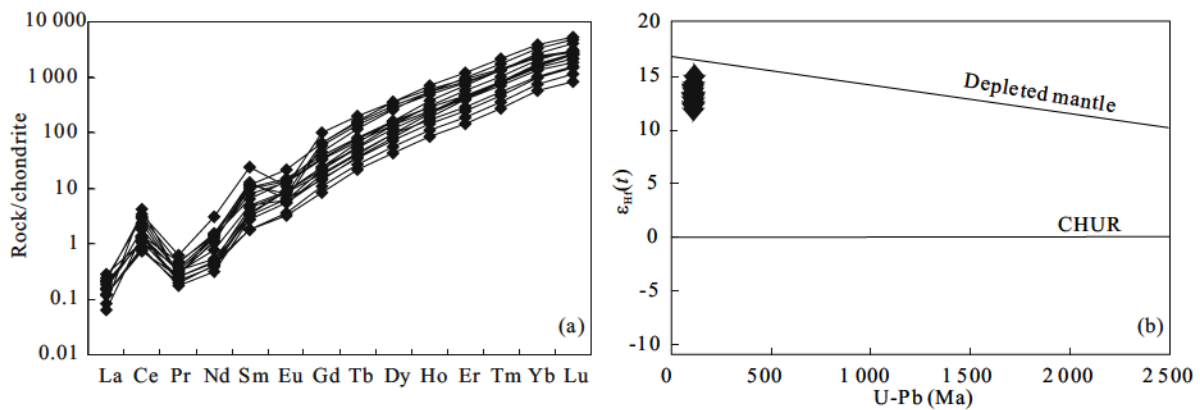 10 000
1 000
100
10
1
0.1
0.01
Rock/chondrite
La Ce Pr Nd Sm Eu Gd Tb Dy Ho Er Tm Yb Lu
(a)
20
15
10
5
0
-5
-10
εHf(t)
Depleted mantle
CHUR
(b)
0 500 1 000 1 500 2 000 2 500
U-Pb (Ma)